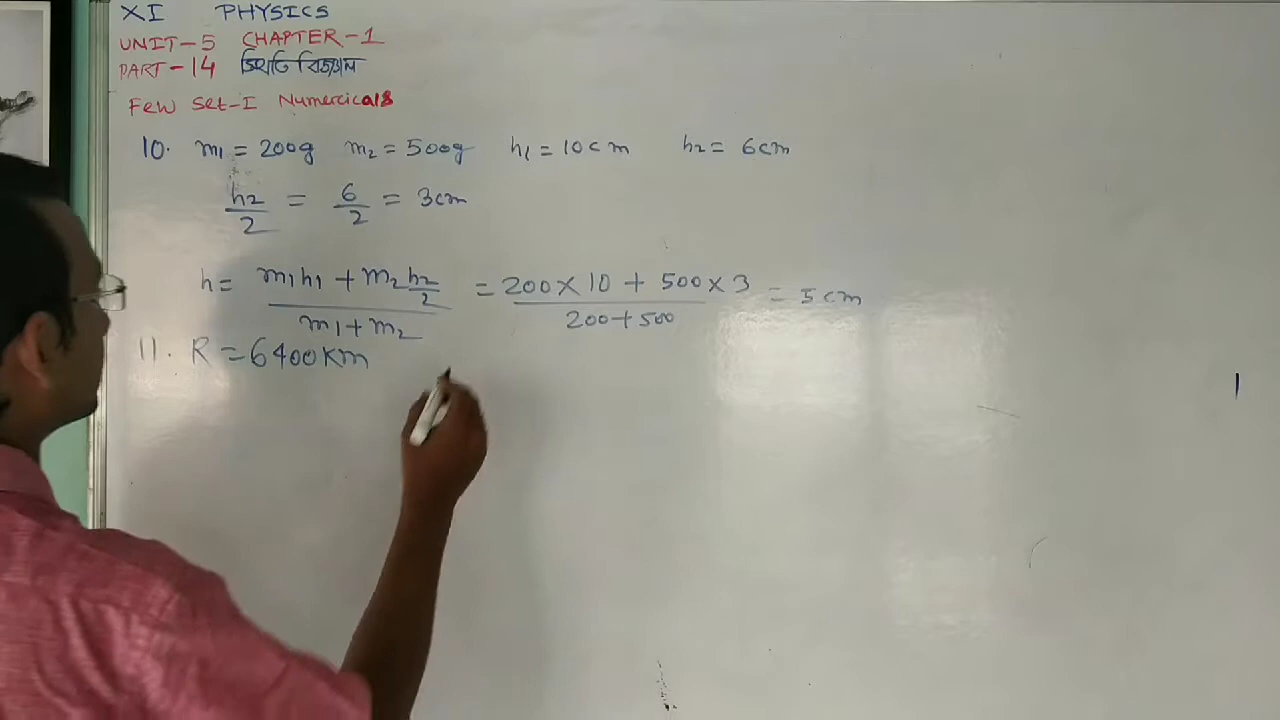 XI PHYSICS
UNIT-5 CHAPTER-1
PART-14 স্থিতি বিজ্ঞান
Few Set-I Numericals
10. m₁ = 200g m₂ = 500g h₁ = 10cm h₂ = 6cm
h₂/2 = 6/2 = 3cm
h = (m₁h₁ + m₂ h₂/2)/(m₁ + m₂) = (200 × 10 + 500 × 3)/(200 + 500) = 5cm
11. R = 6400km